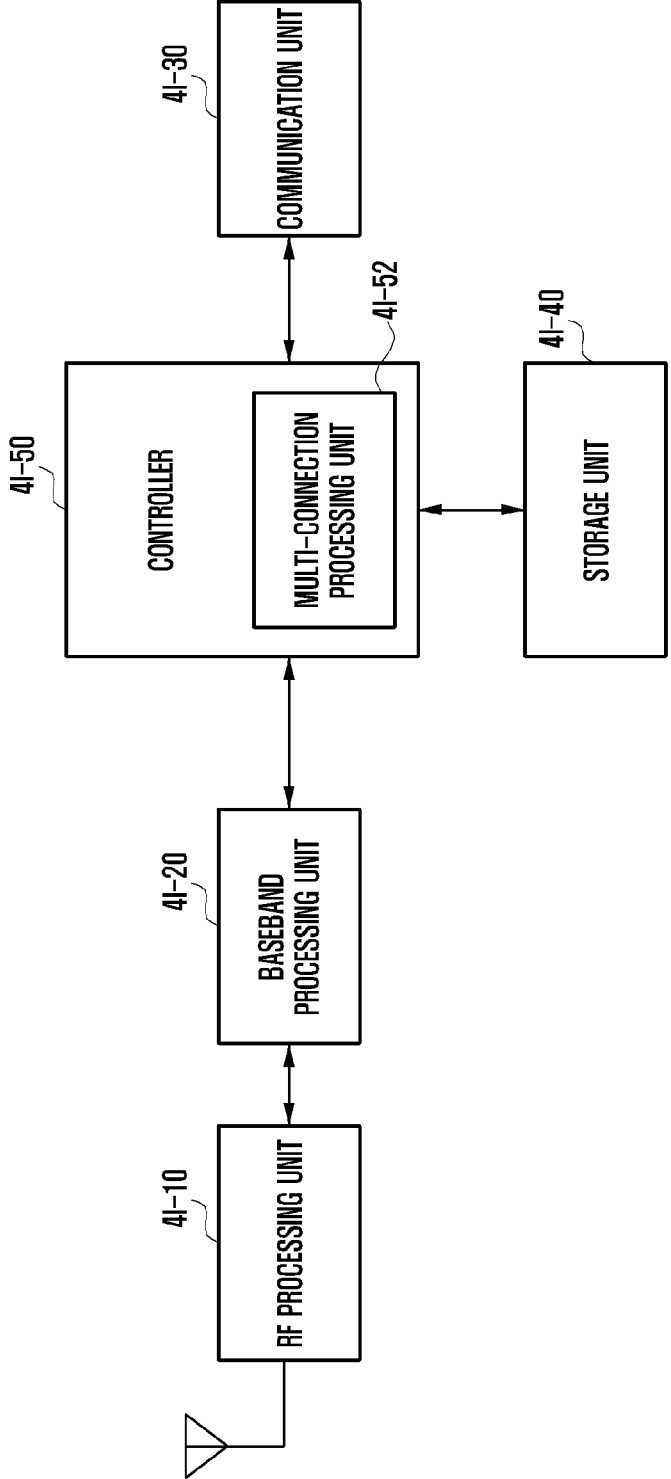 4I-50
CONTROLLER
4I-10
4I-20
4I-30
RF PROCESSING UNIT
BASEBAND
PROCESSING UNIT
MULTI-CONNECTION
PROCESSING UNIT
COMMUNICATION UNIT
4I-52
4I-40
STORAGE UNIT